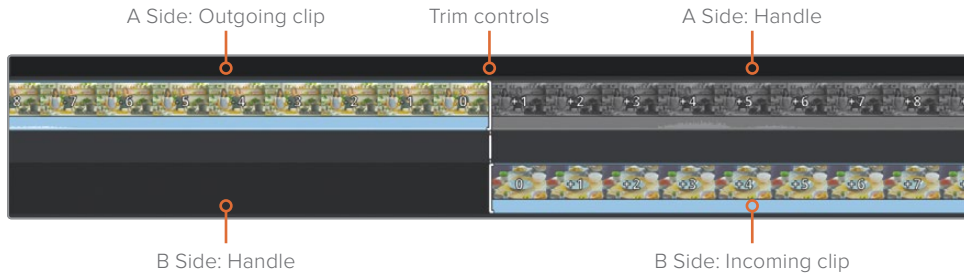 A Side: Outgoing clip Trim controls A Side: Handle
8 7 6 5 4 3 2 1 0 +1 +2 +3 +4 +5 +6 +7 +8
0 +1 +2 +3 +4 +5 +6 +7
B Side: Handle B Side: Incoming clip